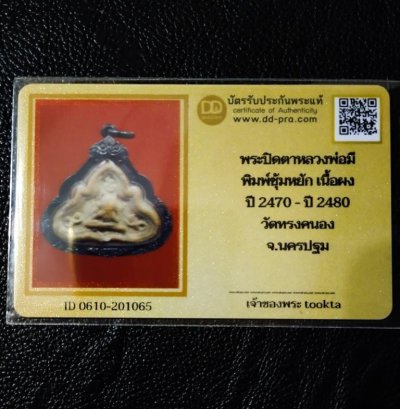 DD
บัตรรับประกันพระแท้
certificate of Authenticity
www.dd-pra.com
พระปิดตาหลวงพ่อมี
พิมพ์ซุ้มหยัก เนื้อผง
ปี 2470 - ปี 2480
วัดทรงคนอง
จ.นครปฐม
ID 0610-201065
เจ้าของพระ tookta